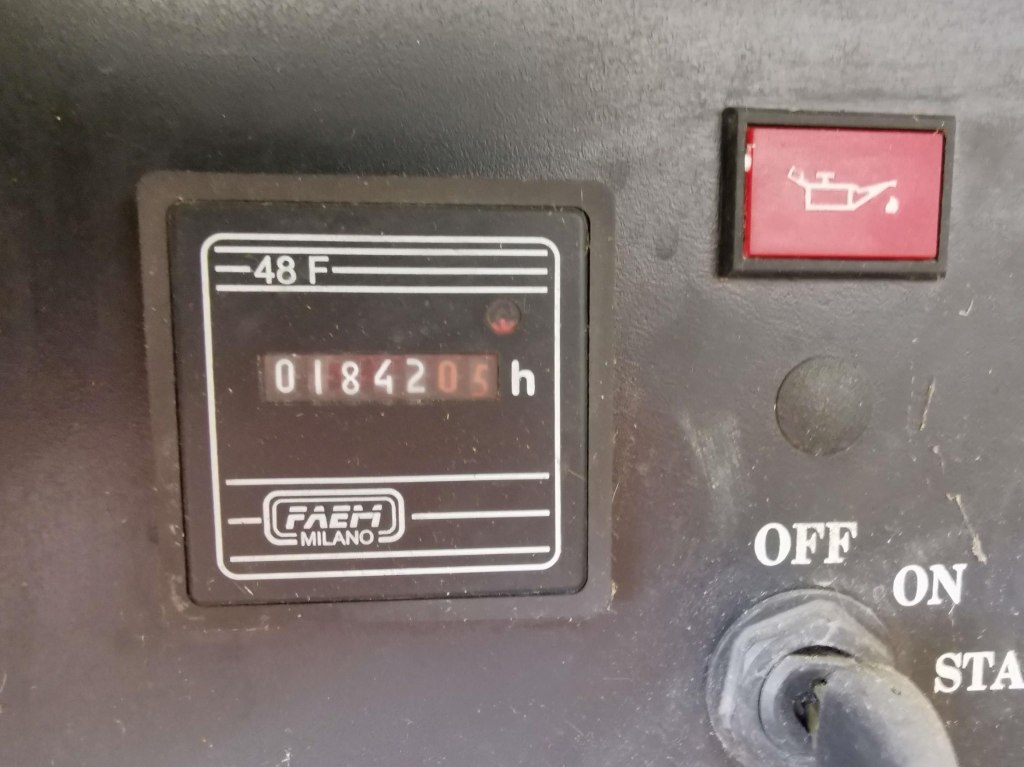 48 F
0184205 h
FAEM
MILANO
OFF
ON
STA